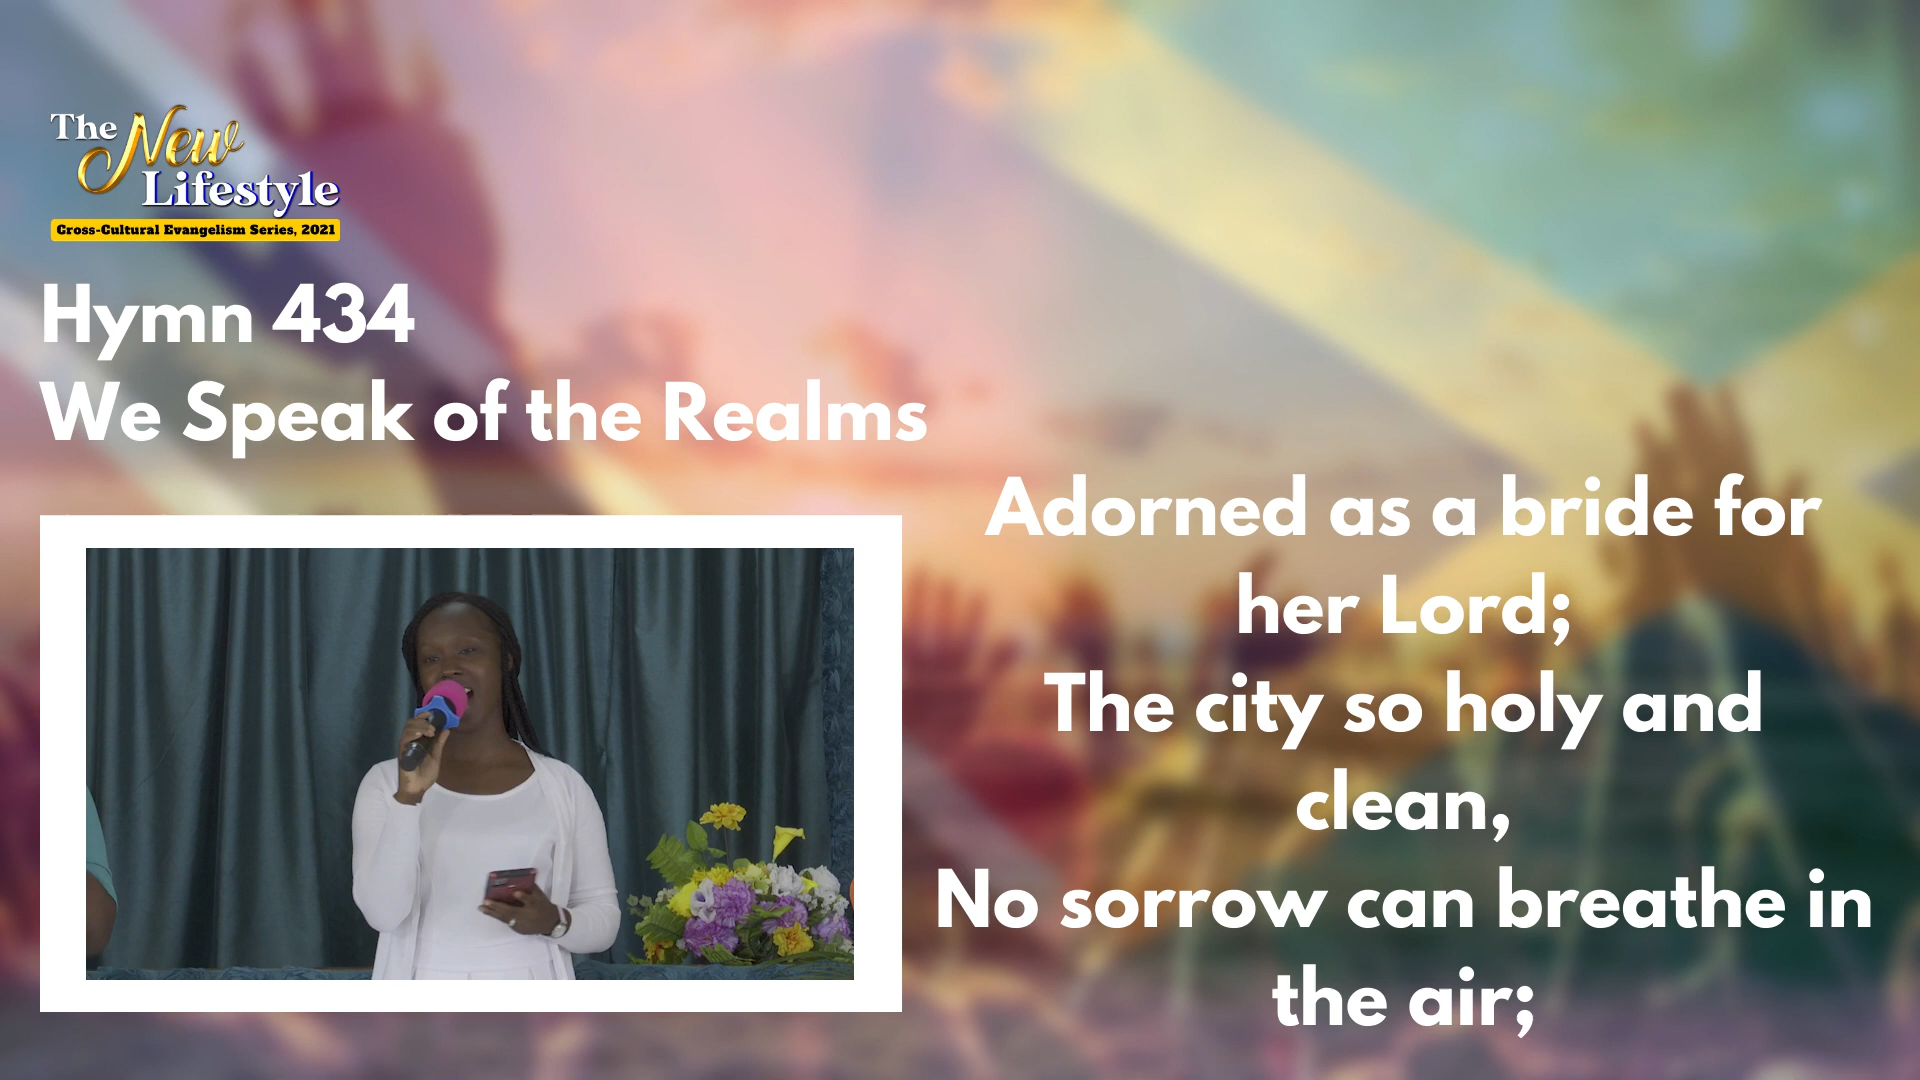 The New
Lifestyle
Cross-Cultural Evangelism Series, 2021
Hymn 434
We Speak of the Realms
Adorned as a bride for
her Lord;
The city so holy and
clean,
No sorrow can breathe in
the air;